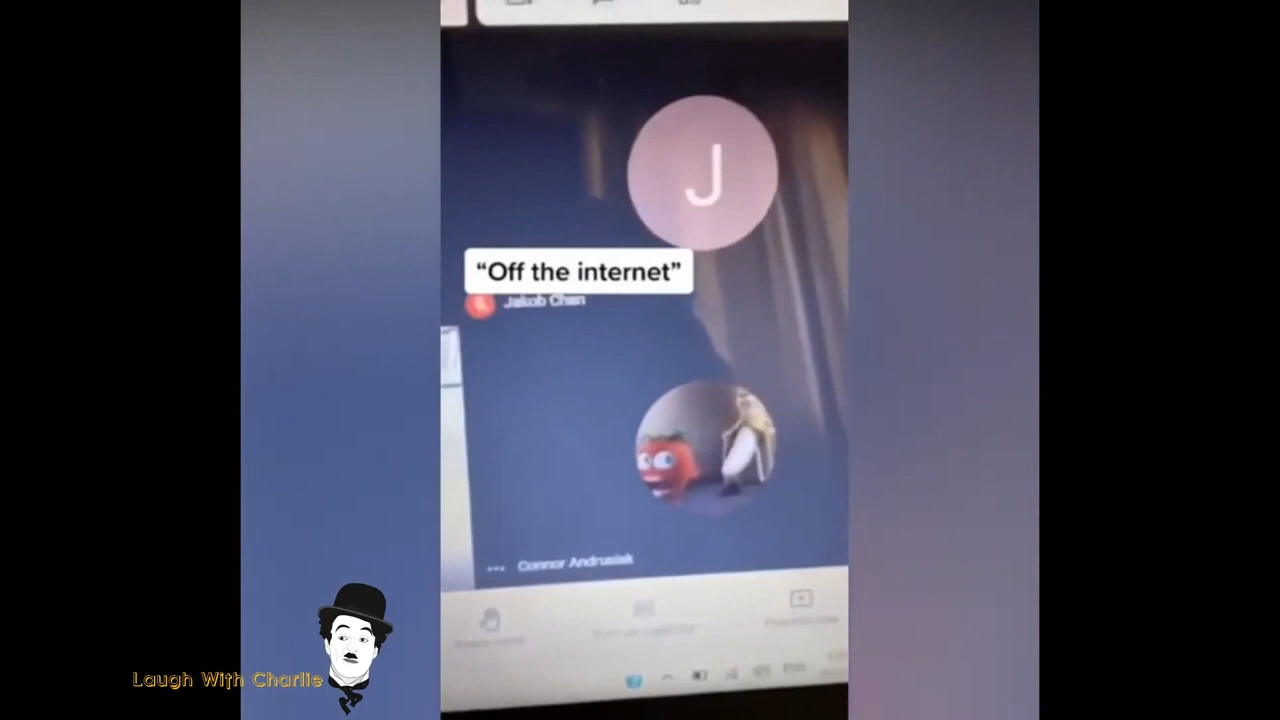 J
“Off the internet”
Jakob Chan
Connor Andrusiak
Laugh With Charlie